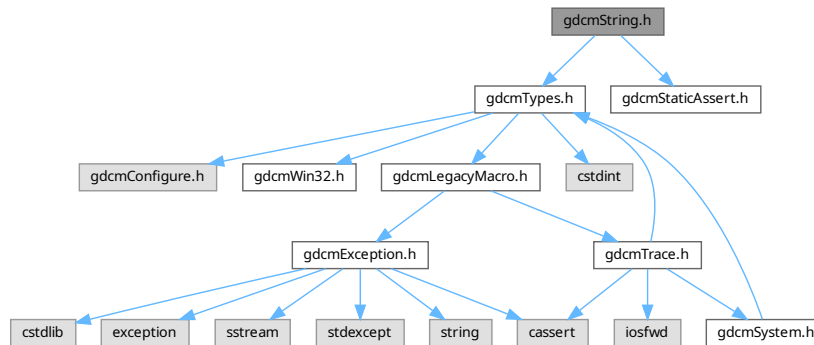 gdcmString.h
gdcmTypes.h
gdcmStaticAssert.h
gdcmConfigure.h
gdcmWin32.h
gdcmLegacyMacro.h
cstdint
gdcmException.h
gdcmTrace.h
cstdlib
exception
sstream
stdexcept
string
cassert
iosfwd
gdcmSystem.h